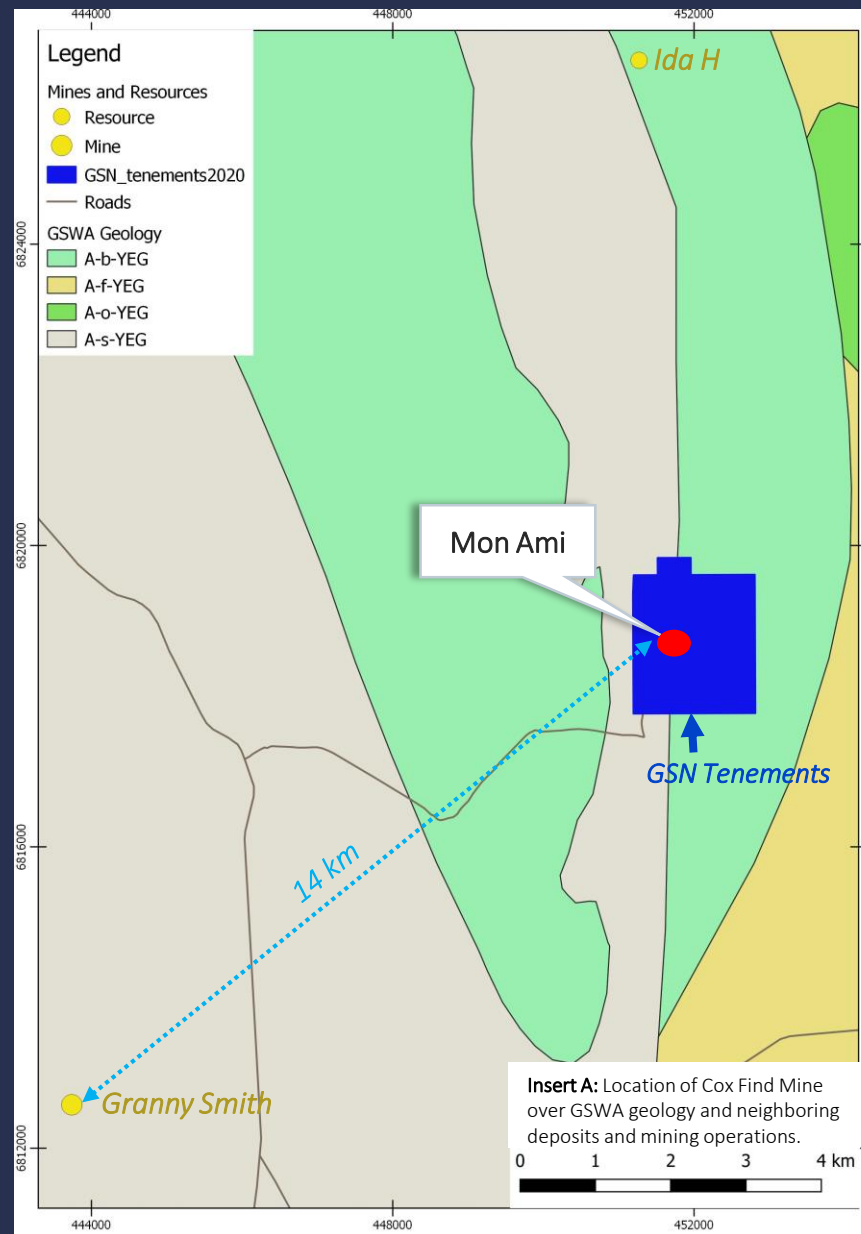 444000
448000
452000
Legend
Mines and Resources
Resource
Mine
GSN_tenements2020
Roads
GSWA Geology
A-b-YEG
A-f-YEG
A-o-YEG
A-s-YEG
Ida H
6824000
6820000
Mon Ami
GSN Tenements
6816000
14 km
Granny Smith
6812000
Insert A: Location of Cox Find Mine
over GSWA geology and neighboring
deposits and mining operations.
0 1 2 3 4 km
444000
448000
452000